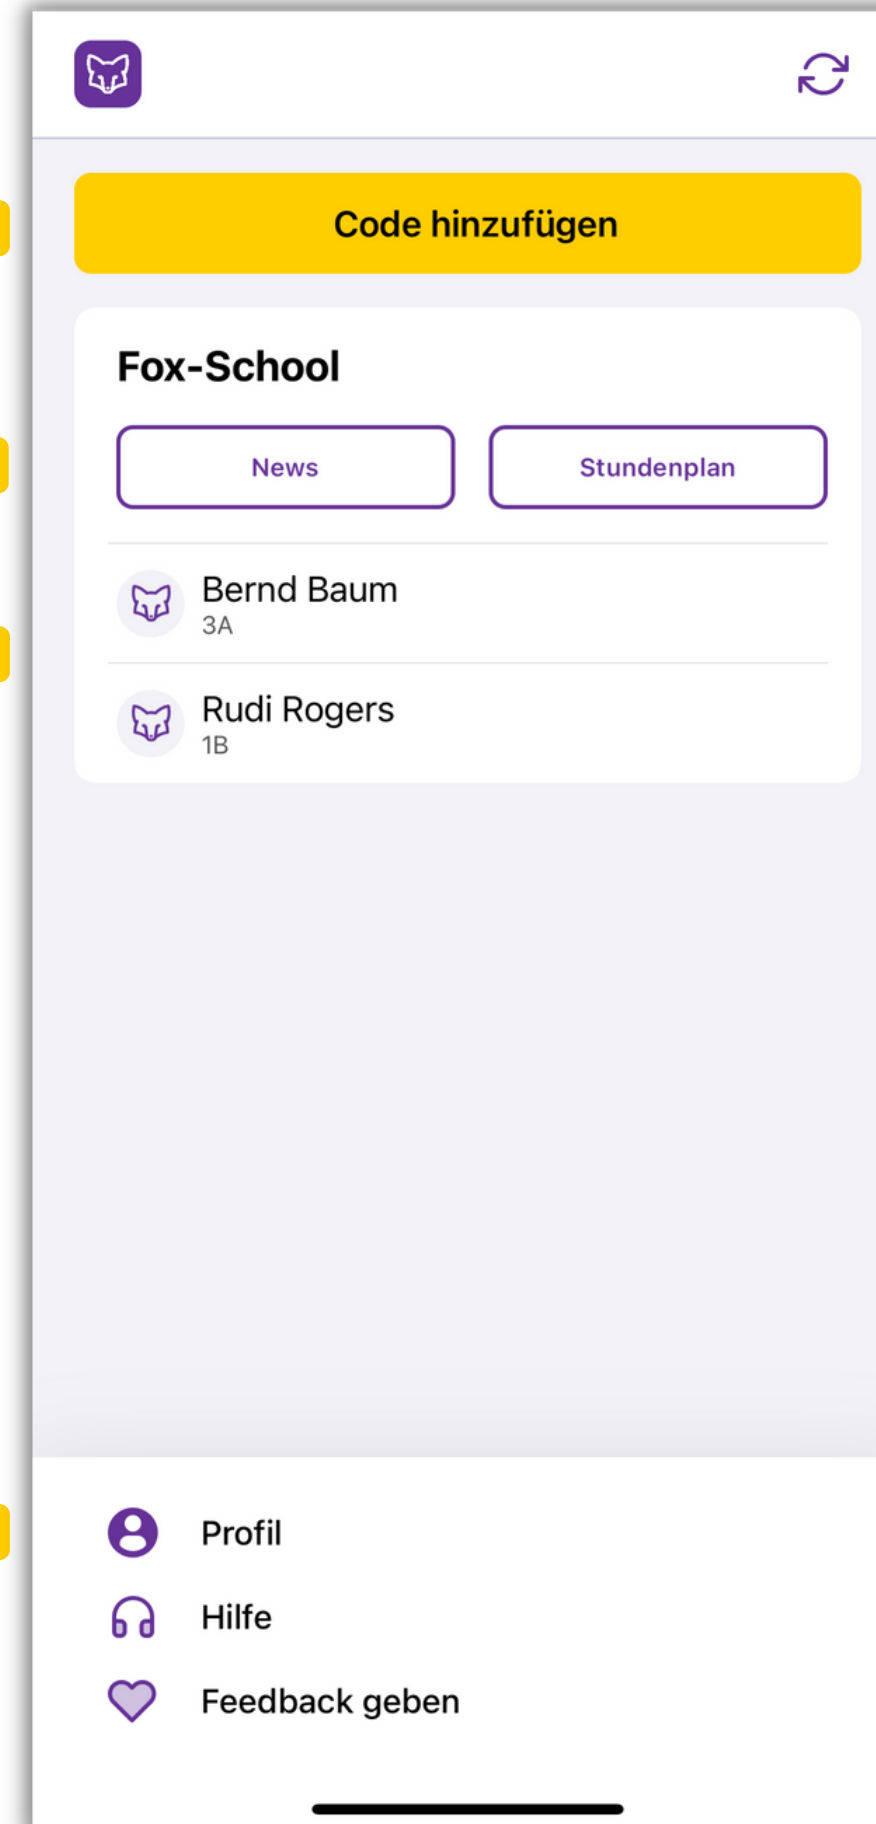 Code hinzufügen
Fox-School
News
Stundenplan
Bernd Baum
3A
Rudi Rogers
1B
Profil
Hilfe
Feedback geben